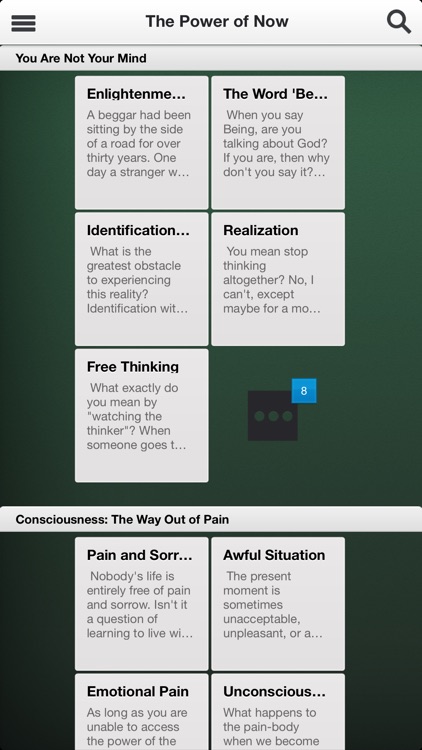 The Power of Now
You Are Not Your Mind
Enlightenme...
A beggar had been
sitting by the side
of a road for over
thirty years. One
day a stranger w...
The Word 'Be...
When you say
Being, are you
talking about God?
If you are, then why
don't you say it?...
Identification...
What is the
greatest obstacle
to experiencing
this reality?
Identification wit...
Realization
You mean stop
thinking
altogether? No, I
can't, except
maybe for a mo...
Free Thinking
What exactly do
you mean by
"watching the
thinker"? When
someone goes t...
8
Consciousness: The Way Out of Pain
Pain and Sorr...
Nobody's life is
entirely free of pain
and sorrow. Isn't it
a question of
learning to live wi...
Awful Situation
The present
moment is
sometimes
unacceptable,
unpleasant, or a...
Emotional Pain
As long as you are
unable to access
the power of the
Unconscious...
What happens to
the pain-body
when we become